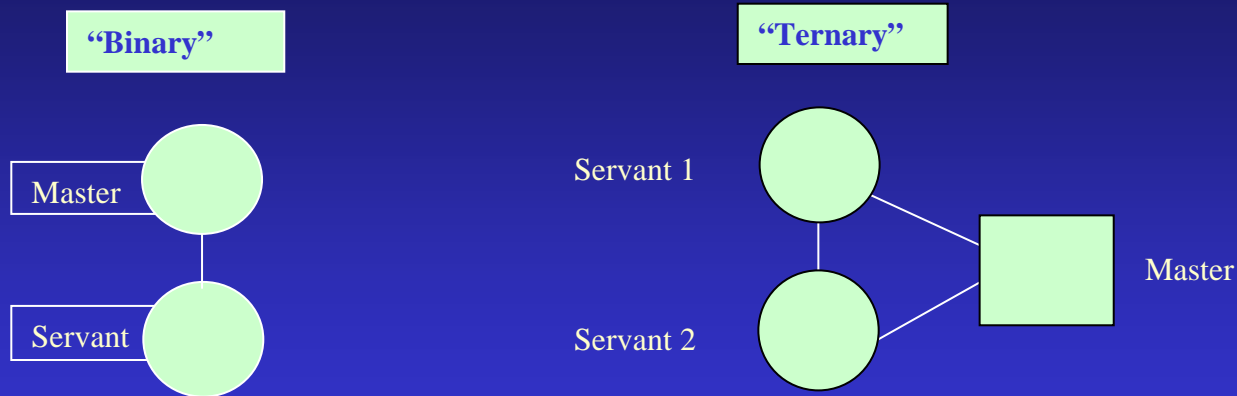 “Binary”
“Ternary”
Master
Servant
Servant 1
Servant 2
Master